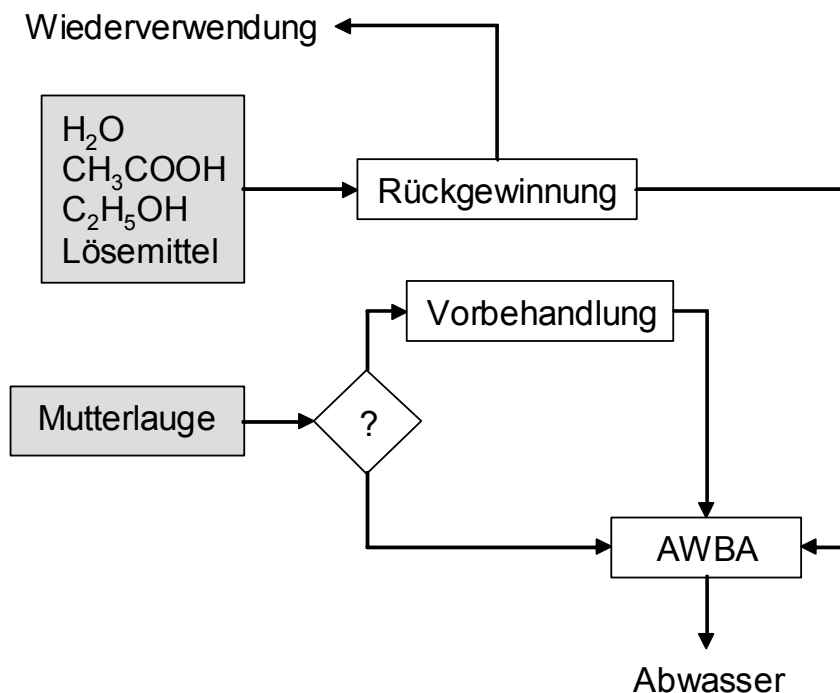 Wiederverwendung
H₂O
CH₃COOH
C₂H₅OH
Lösemittel
Rückgewinnung
Vorbehandlung
Mutterlauge
?
AWBA
Abwasser